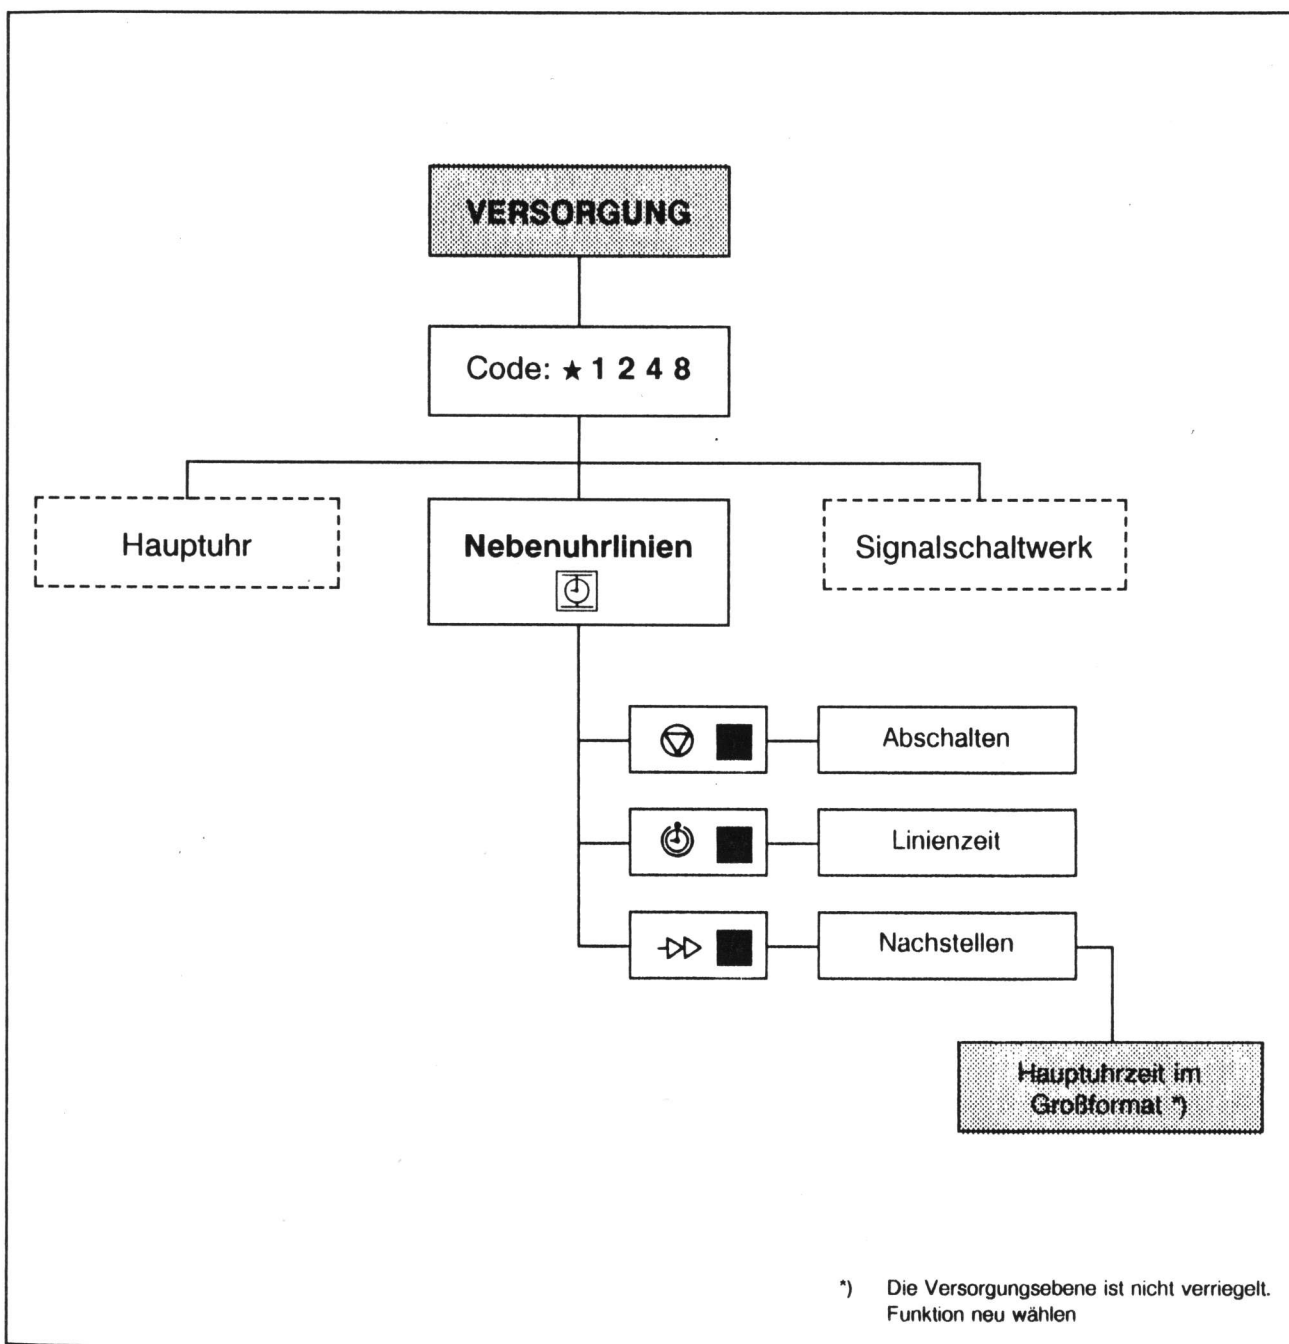 VERSORGUNG
Code: ★ 1 2 4 8
Hauptuhr
Nebenuhrlinien
Signalschaltwerk
Abschalten
Linienzeit
Nachstellen
Hauptuhrzeit im
Großformat *)
*) Die Versorgungsebene ist nicht verriegelt.
Funktion neu wählen